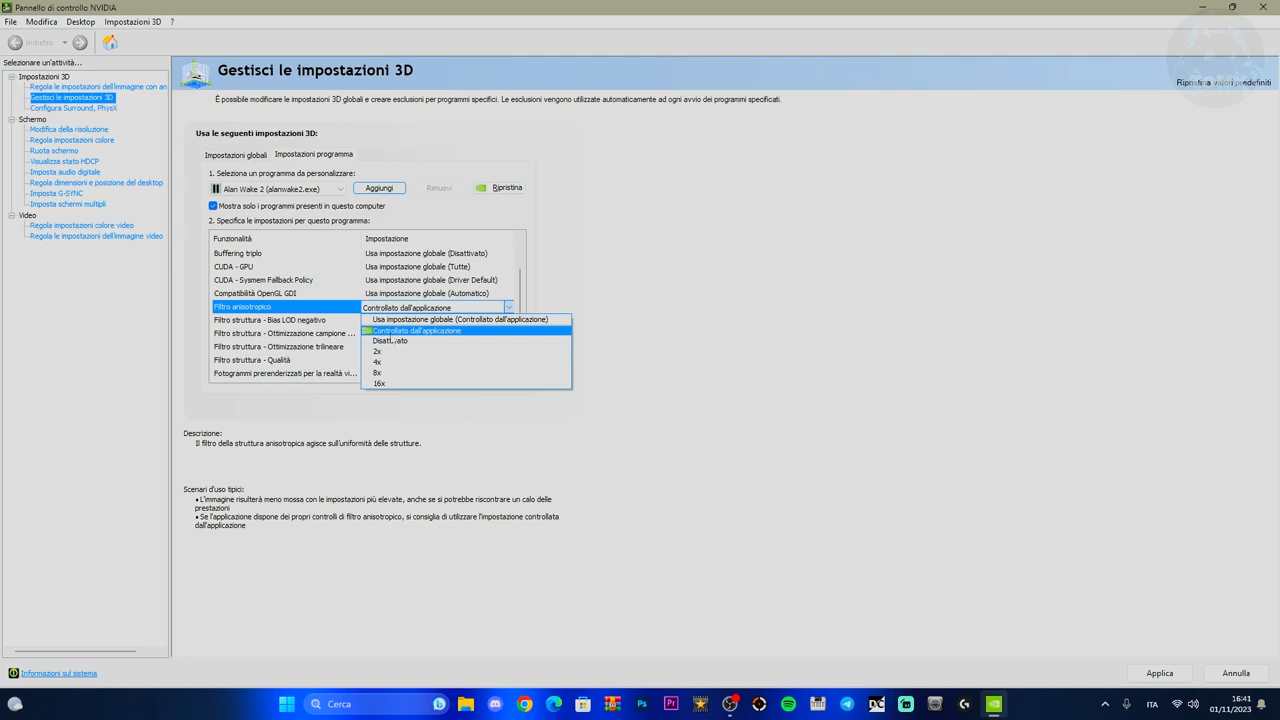 Pannello di controllo NVIDIA
File Modifica Desktop Impostazioni 3D ?
Indietro
Selezionare un'attività...
Impostazioni 3D
Regola le impostazioni dell'immagine con an
Gestisci le impostazioni 3D
Configura Surround, PhysX
Schermo
Modifica della risoluzione
Regola impostazioni colore
Ruota schermo
Visualizza stato HDCP
Imposta audio digitale
Regola dimensioni e posizione del desktop
Imposta G-SYNC
Imposta schermi multipli
Video
Regola impostazioni colore video
Regola le impostazioni dell'immagine video
Informazioni sul sistema
Gestisci le impostazioni 3D
Ripristina valori predefiniti
È possibile modificare le impostazioni 3D globali e creare esclusioni per programmi specifici. Le esclusioni vengono utilizzate automaticamente ad ogni avvio dei programmi specificati.
Usa le seguenti impostazioni 3D:
Impostazioni globali Impostazioni programma
1. Seleziona un programma da personalizzare:
Alan Wake 2 (alanwake2.exe) Aggiungi Rimuovi Ripristina
Mostra solo i programmi presenti in questo computer
2. Specifica le impostazioni per questo programma:
Funzionalità Impostazione
Buffering triplo Usa impostazione globale (Disattivato)
CUDA - GPU Usa impostazione globale (Tutte)
CUDA - Sysmem Fallback Policy Usa impostazione globale (Driver Default)
Compatibilità OpenGL GDI Usa impostazione globale (Automatico)
Filtro anisotropico Controllato dall'applicazione
Filtro struttura - Bias LOD negativo Usa impostazione globale (Controllato dall'applicazione)
Filtro struttura - Ottimizzazione campione ... Controllato dall'applicazione
Disattivato
Filtro struttura - Ottimizzazione trilineare 2x
Filtro struttura - Qualità 4x
Fotogrammi prerenderizzati per la realtà vi... 8x
16x
Descrizione:
Il filtro della struttura anisotropica agisce sull'uniformità delle strutture.
Scenari d'uso tipici:
• L'immagine risulterà meno mossa con le impostazioni più elevate, anche se si potrebbe riscontrare un calo delle
prestazioni
• Se l'applicazione dispone dei propri controlli di filtro anisotropico, si consiglia di utilizzare l'impostazione controllata
dall'applicazione
Applica Annulla
Cerca
ITA
16:41
01/11/2023